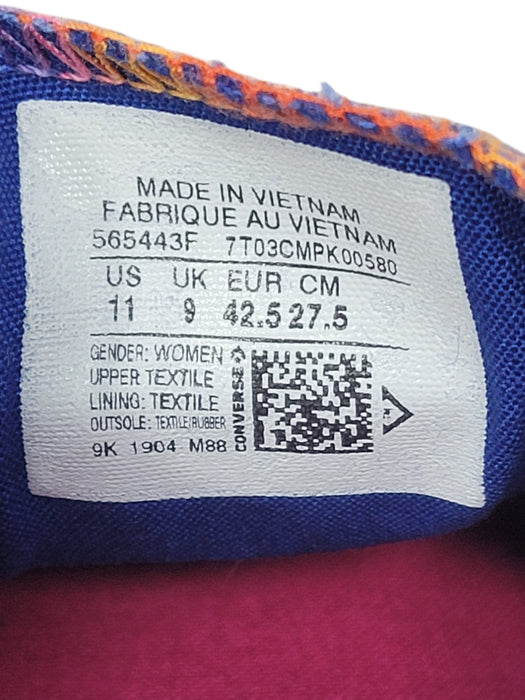 MADE IN VIETNAM
FABRIQUE AU VIETNAM
565443F 7T03CMPK00580
US UK EUR CM
11 9 42.5 27.5
GENDER: WOMEN
UPPER TEXTILE
LINING: TEXTILE
OUTSOLE: TEXTILE/RUBBER
9K 1904 M88
CONVERSE